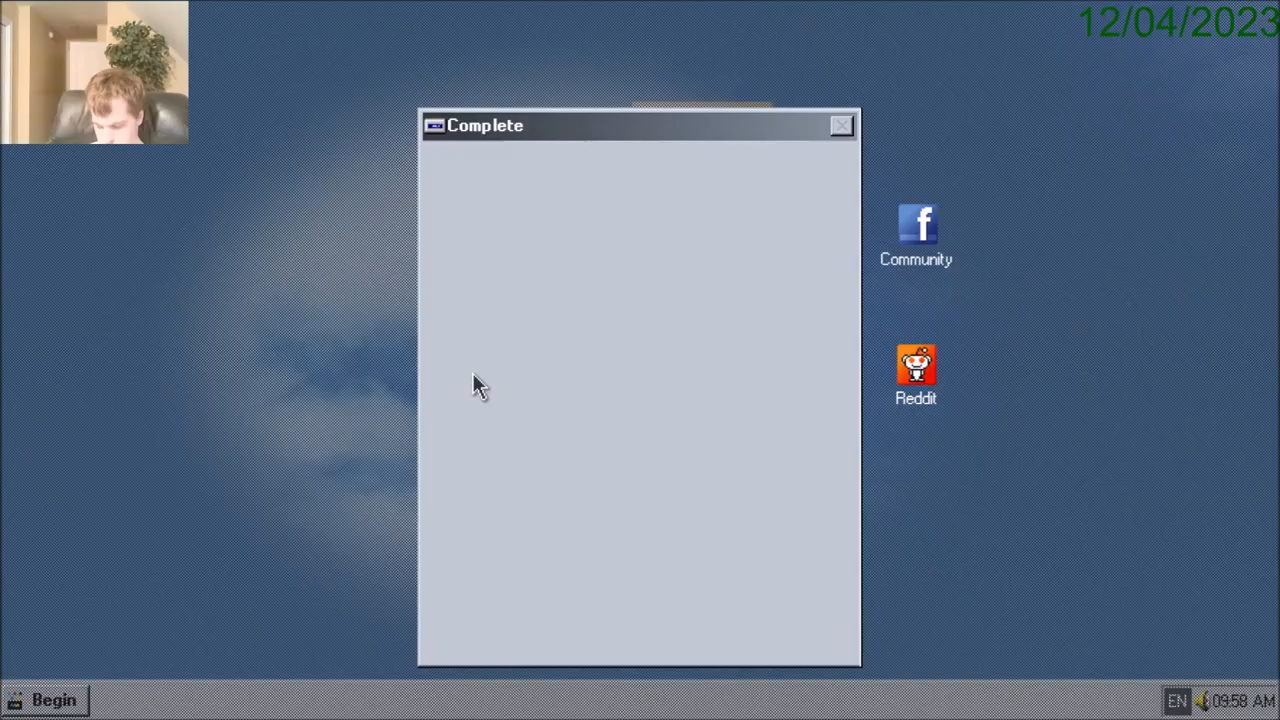 12/04/2023
Complete
f
Community
Reddit
Begin
EN
09:58 AM